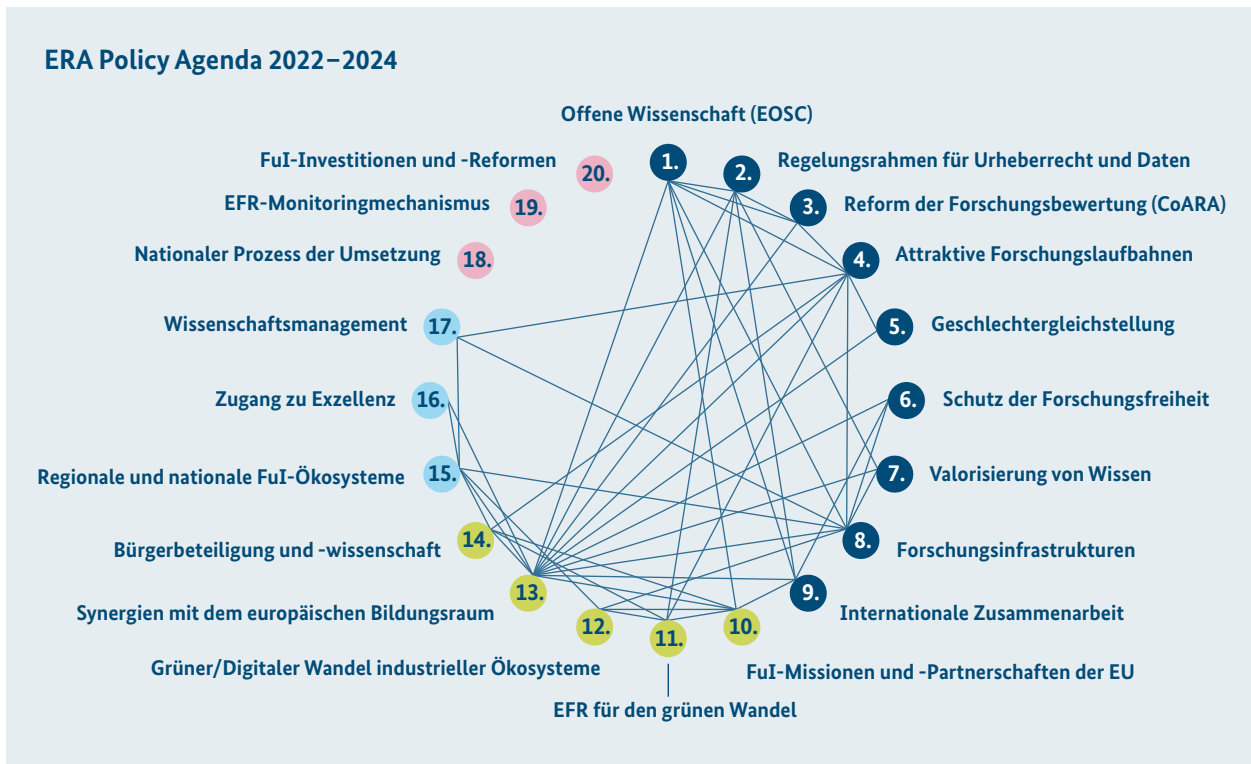 ERA Policy Agenda 2022–2024
Offene Wissenschaft (EOSC)
1.
2. Regelungsrahmen für Urheberrecht und Daten
3. Reform der Forschungsbewertung (CoARA)
4. Attraktive Forschungslaufbahnen
5. Geschlechtergleichstellung
6. Schutz der Forschungsfreiheit
7. Valorisierung von Wissen
8. Forschungsinfrastrukturen
9. Internationale Zusammenarbeit
10.
FuI-Missionen und -Partnerschaften der EU
11.
EFR für den grünen Wandel
12.
Grüner/Digitaler Wandel industrieller Ökosysteme
13.
Synergien mit dem europäischen Bildungsraum
Bürgerbeteiligung und -wissenschaft 14.
Regionale und nationale FuI-Ökosysteme 15.
Zugang zu Exzellenz 16.
Wissenschaftsmanagement 17.
Nationaler Prozess der Umsetzung 18.
EFR-Monitoringmechanismus 19.
FuI-Investitionen und -Reformen 20.